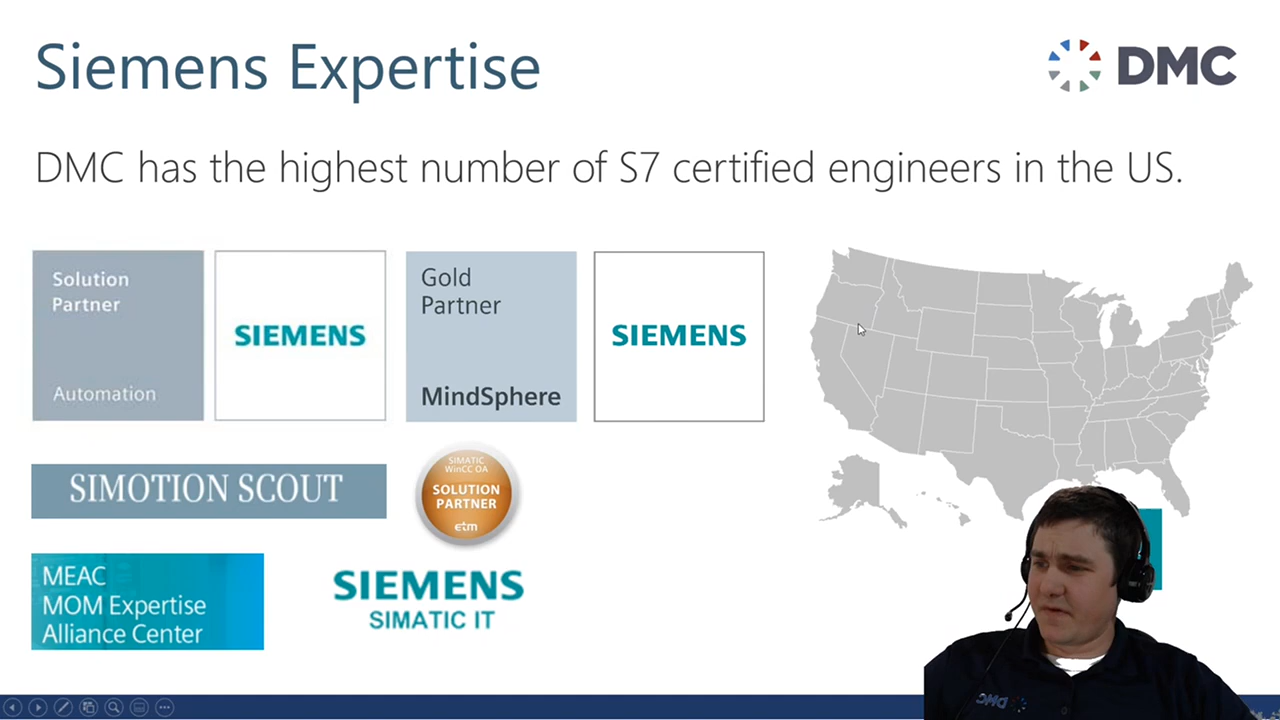 Siemens Expertise
DMC
DMC has the highest number of S7 certified engineers in the US.
Solution
Partner
Automation
SIEMENS
Gold
Partner
MindSphere
SIEMENS
SIMOTION SCOUT
SIMATIC
WinCC OA
SOLUTION
PARTNER
etm
MEAC
MOM Expertise
Alliance Center
SIEMENS
SIMATIC IT
DMC